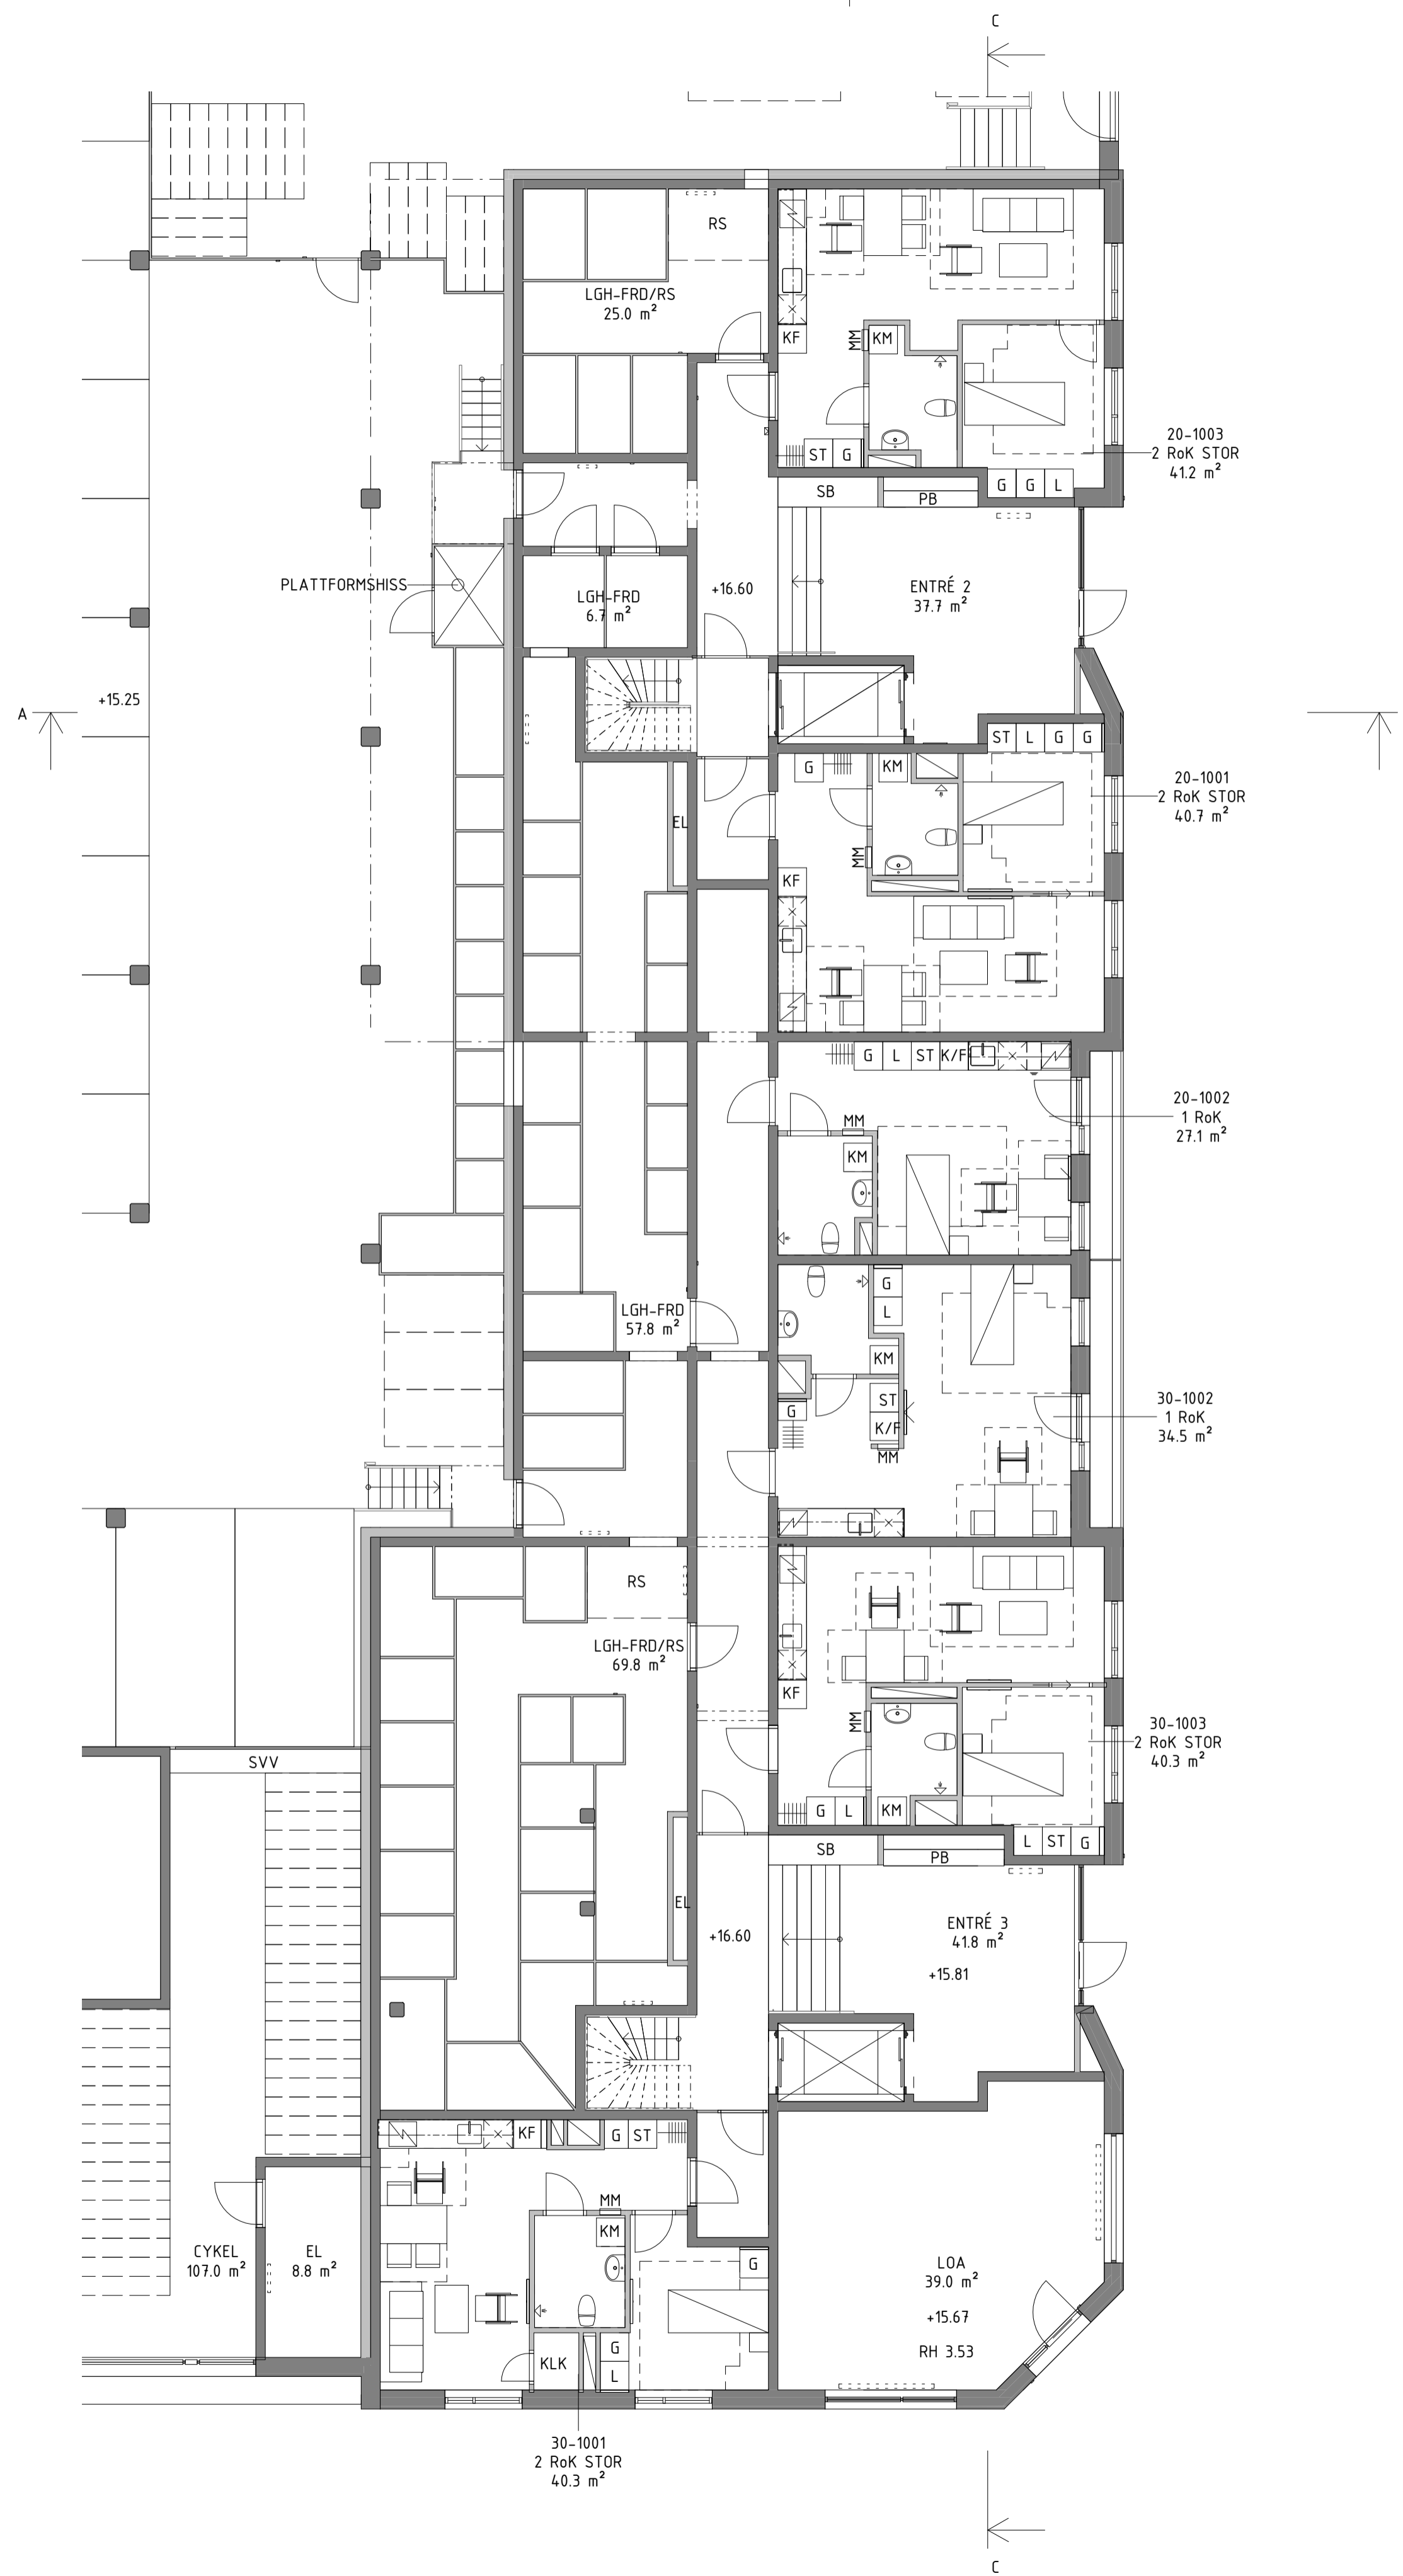 C
RS
LGH-FRD/RS
25.0 m²
KF
MM
KM
ST
G
20-1003
2 RoK STOR
41.2 m²
G
G
L
SB
PB
PLATTFORMSHISS
LGH-FRD
6.7 m²
+16.60
ENTRÉ 2
37.7 m²
A
+15.25
ST
L
G
G
G
KM
EL
MM
KF
20-1001
2 RoK STOR
40.7 m²
G
L
ST
K/F
MM
KM
20-1002
1 RoK
27.1 m²
LGH-FRD
57.8 m²
G
L
KM
ST
G
K/F
MM
30-1002
1 RoK
34.5 m²
RS
LGH-FRD/RS
69.8 m²
KF
MM
G
L
KM
30-1003
2 RoK STOR
40.3 m²
L
ST
G
SVV
SB
PB
EL
+16.60
ENTRÉ 3
41.8 m²
+15.81
KF
G
ST
MM
KM
G
CYKEL
107.0 m²
EL
8.8 m²
KLK
G
L
LOA
39.0 m²
+15.67
RH 3.53
30-1001
2 RoK STOR
40.3 m²
C